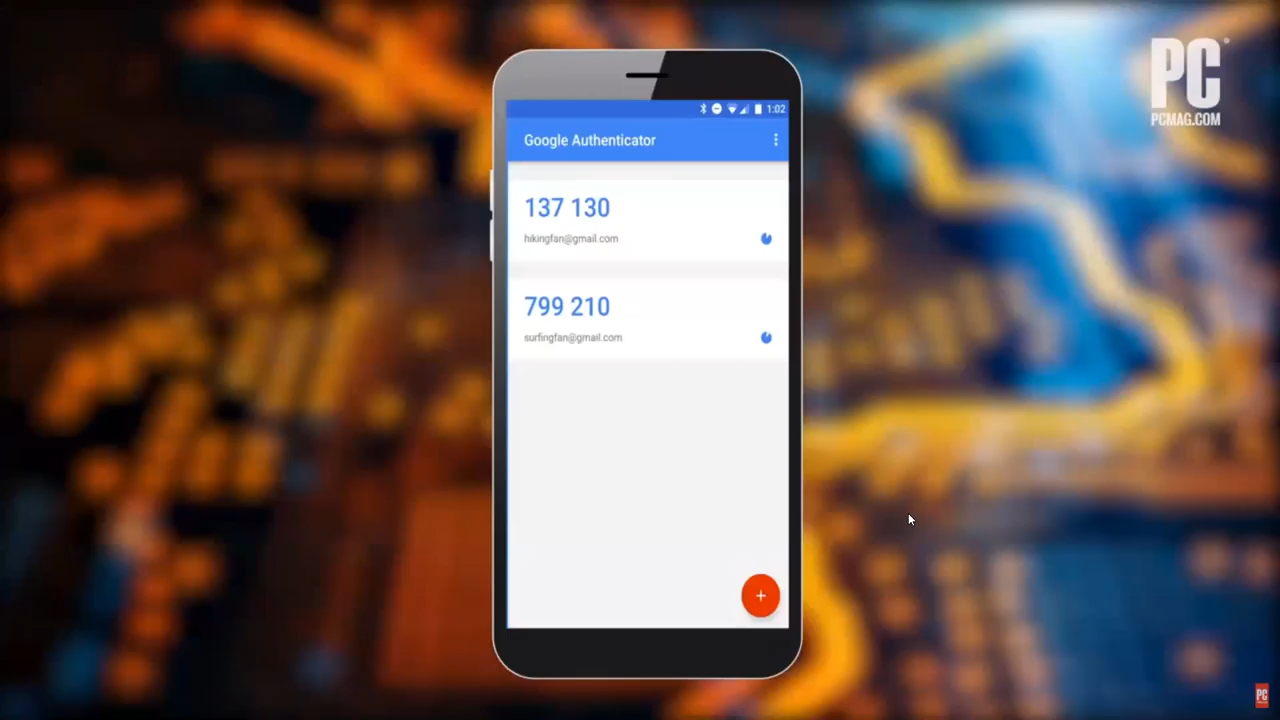 PC
PCMAG.COM
1:02
Google Authenticator
137 130
hikingfan@gmail.com
799 210
surfingfan@gmail.com
+
PC